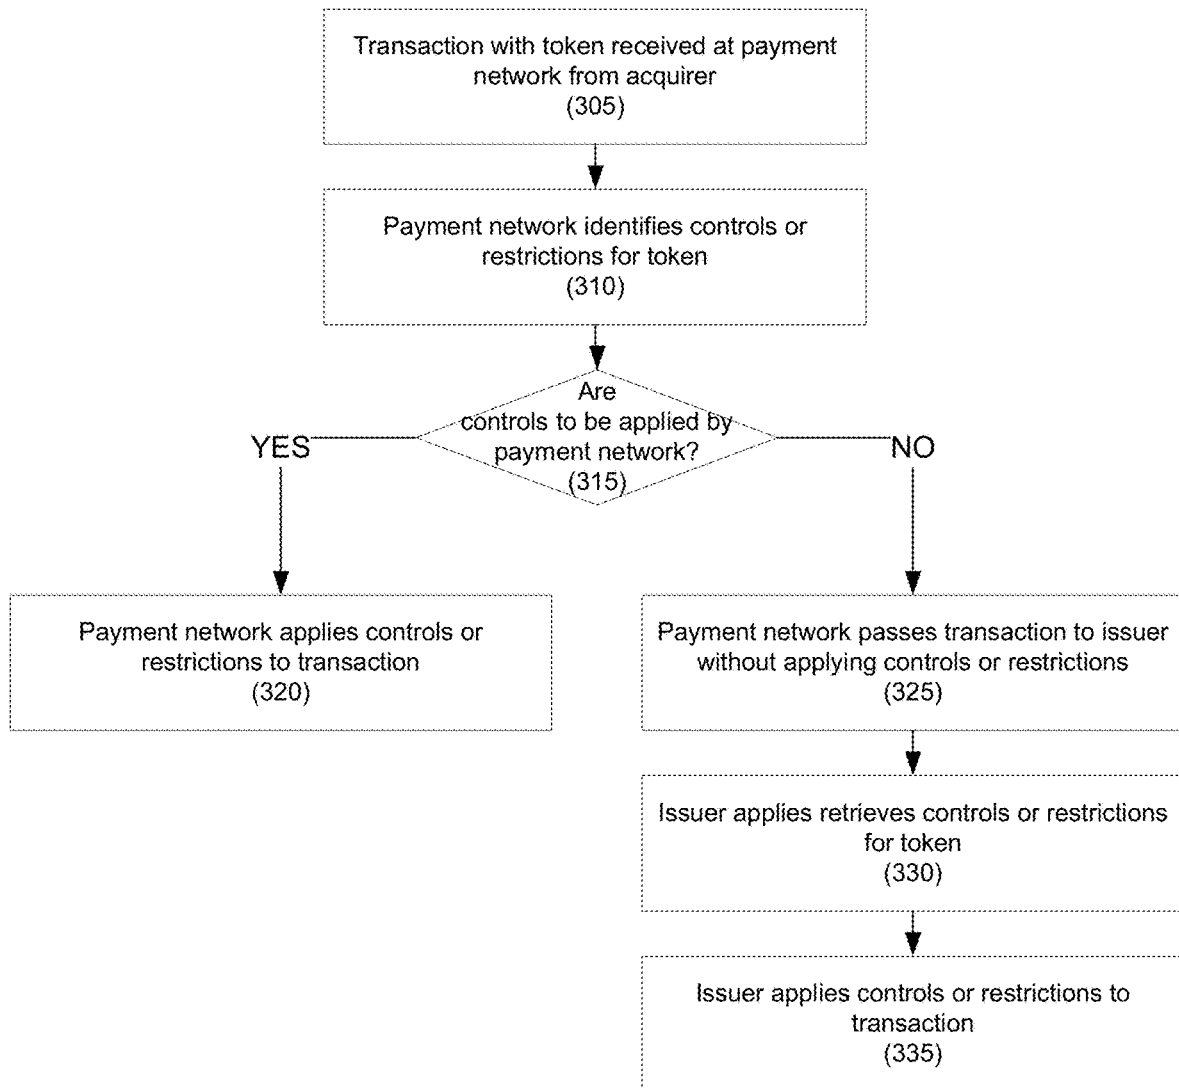 Transaction with token received at payment
network from acquirer
(305)
Payment network identifies controls or
restrictions for token
(310)
Are
controls to be applied by
payment network?
(315)
YES
NO
Payment network applies controls or
restrictions to transaction
(320)
Payment network passes transaction to issuer
without applying controls or restrictions
(325)
Issuer applies retrieves controls or restrictions
for token
(330)
Issuer applies controls or restrictions to
transaction
(335)